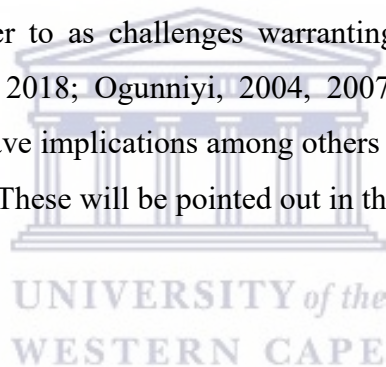 er to as challenges warranting
2018; Ogunniyi, 2004, 2007
ave implications among others
These will be pointed out in th
UNIVERSITY of the
WESTERN CAPE